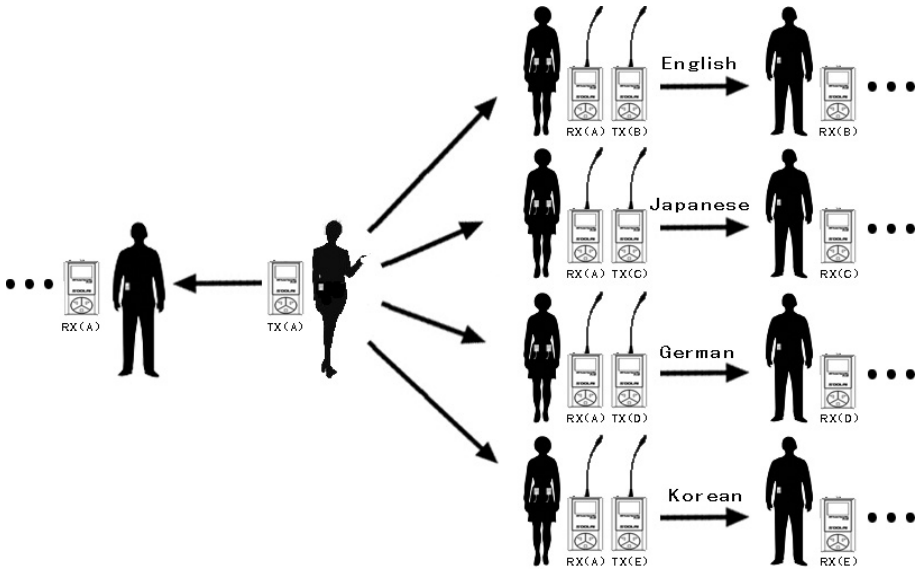 English
RX(A) TX(B)
RX(B)
Japanese
RX(A) TX(C)
RX(C)
RX(A)
TX(A)
German
RX(A) TX(D)
RX(D)
Korean
RX(A) TX(E)
RX(E)